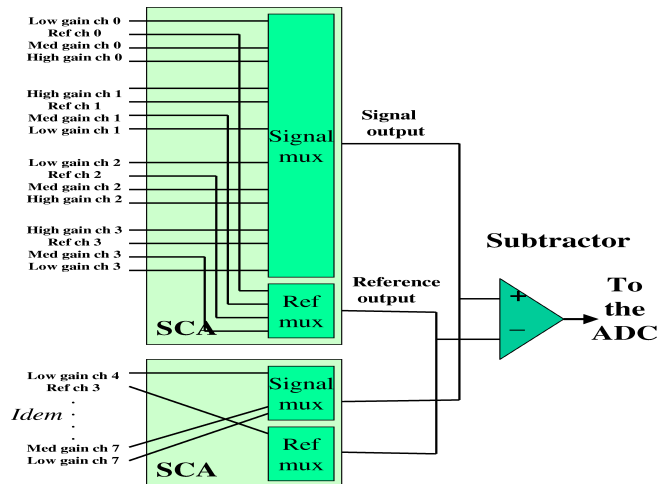 Low gain ch 0
Ref ch 0
Med gain ch 0
High gain ch 0
High gain ch 1
Ref ch 1
Med gain ch 1
Low gain ch 1
Low gain ch 2
Ref ch 2
Med gain ch 2
High gain ch 2
High gain ch 3
Ref ch 3
Med gain ch 3
Low gain ch 3
Signal
mux
Ref
mux
SCA
Signal
output
Reference
output
Subtractor
+
−
To
the
ADC
Low gain ch 4
Ref ch 3
Idem
Med gain ch 7
Low gain ch 7
Signal
mux
Ref
mux
SCA